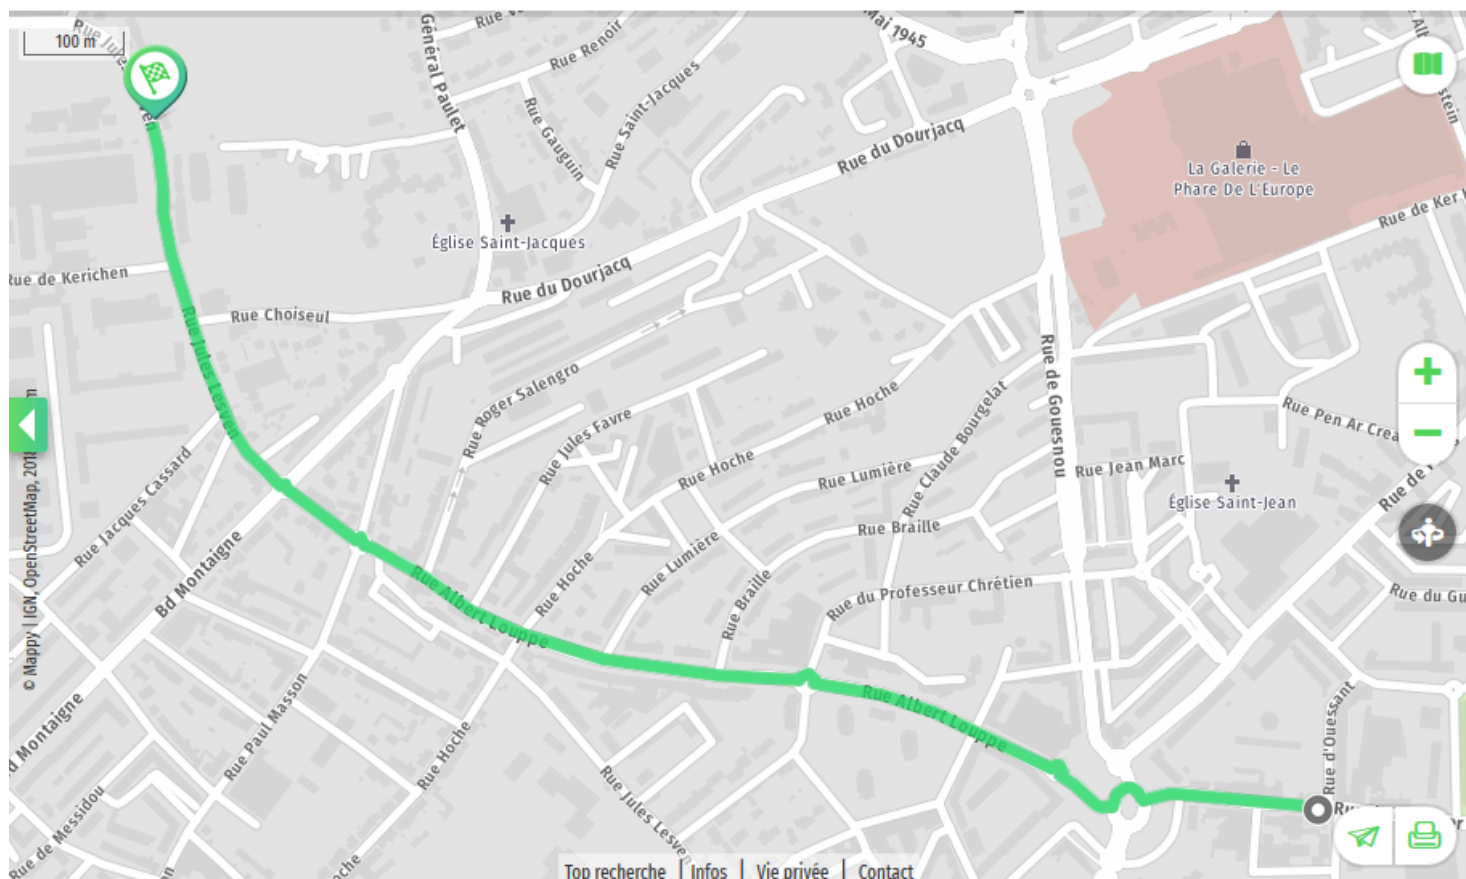 100 m
Rue Jules
Général Paulet
Rue Renoir
Mai 1945
Rue Gauguin
Rue Saint-Jacques
Rue du Dourjacq
La Galerie - Le
Phare De L'Europe
Rue de Ker
Église Saint-Jacques
Rue du Dourjacq
Rue de Kerichen
Rue Choiseul
Rue Jules Lesven
Rue de Gouesnou
Rue Roger Salengro
Rue Jules Favre
Rue Hoche
Rue Claude Bourgelat
Rue Pen Ar Crea
Rue Jacques Cassard
Rue Hoche
Rue Lumière
Rue Jean Marc
Église Saint-Jean
Rue de
Rue Braille
Bd Montaigne
Rue Albert Louppe
Rue Hoche
Rue Lumière
Rue Braille
Rue du Professeur Chrétien
Rue du Gu
© Mappy | IGN, OpenStreetMap,
Montaigne
Rue Paul Masson
Rue Hoche
Rue Albert Louppe
Rue d'Ouessant
Rue de Messidou
Rue Jules Lesven
Top recherche | Infos | Vie privée | Contact